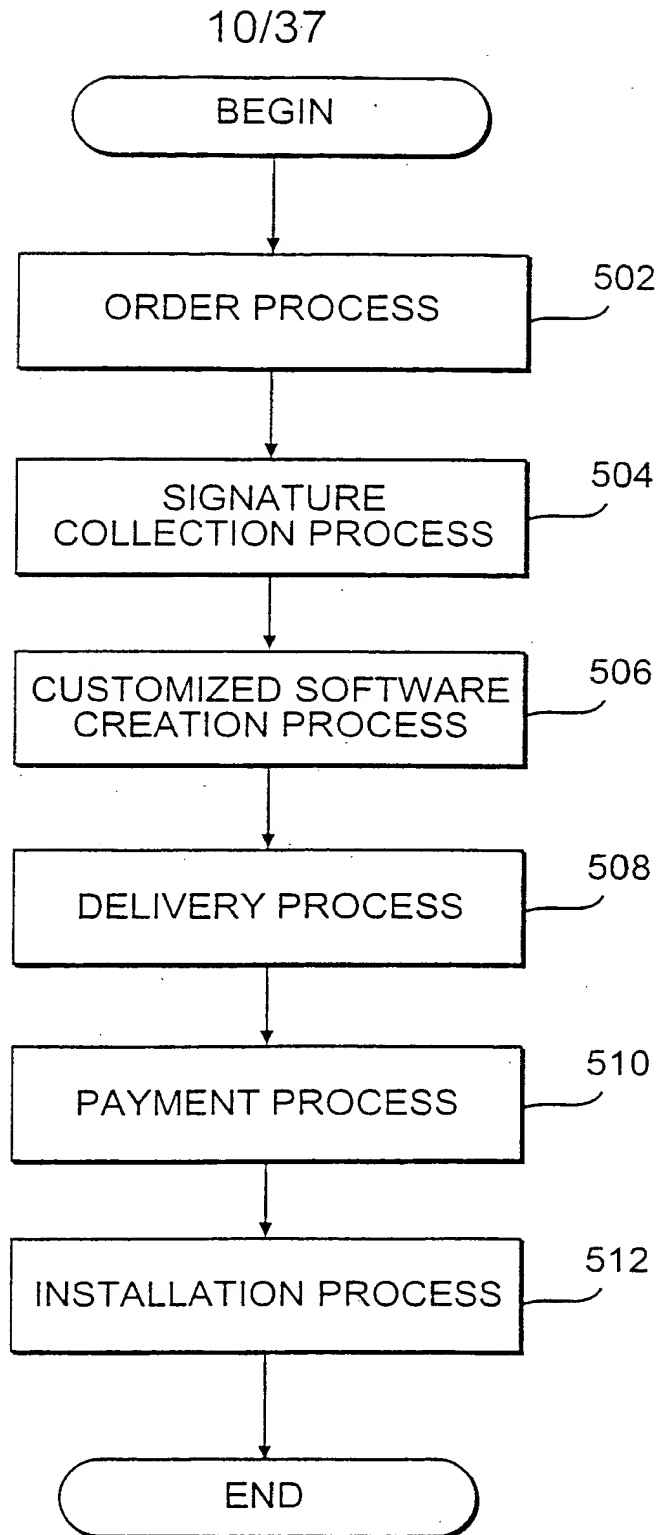 10/37
BEGIN
ORDER PROCESS
502
SIGNATURE
COLLECTION PROCESS
504
CUSTOMIZED SOFTWARE
CREATION PROCESS
506
DELIVERY PROCESS
508
PAYMENT PROCESS
510
INSTALLATION PROCESS
512
END